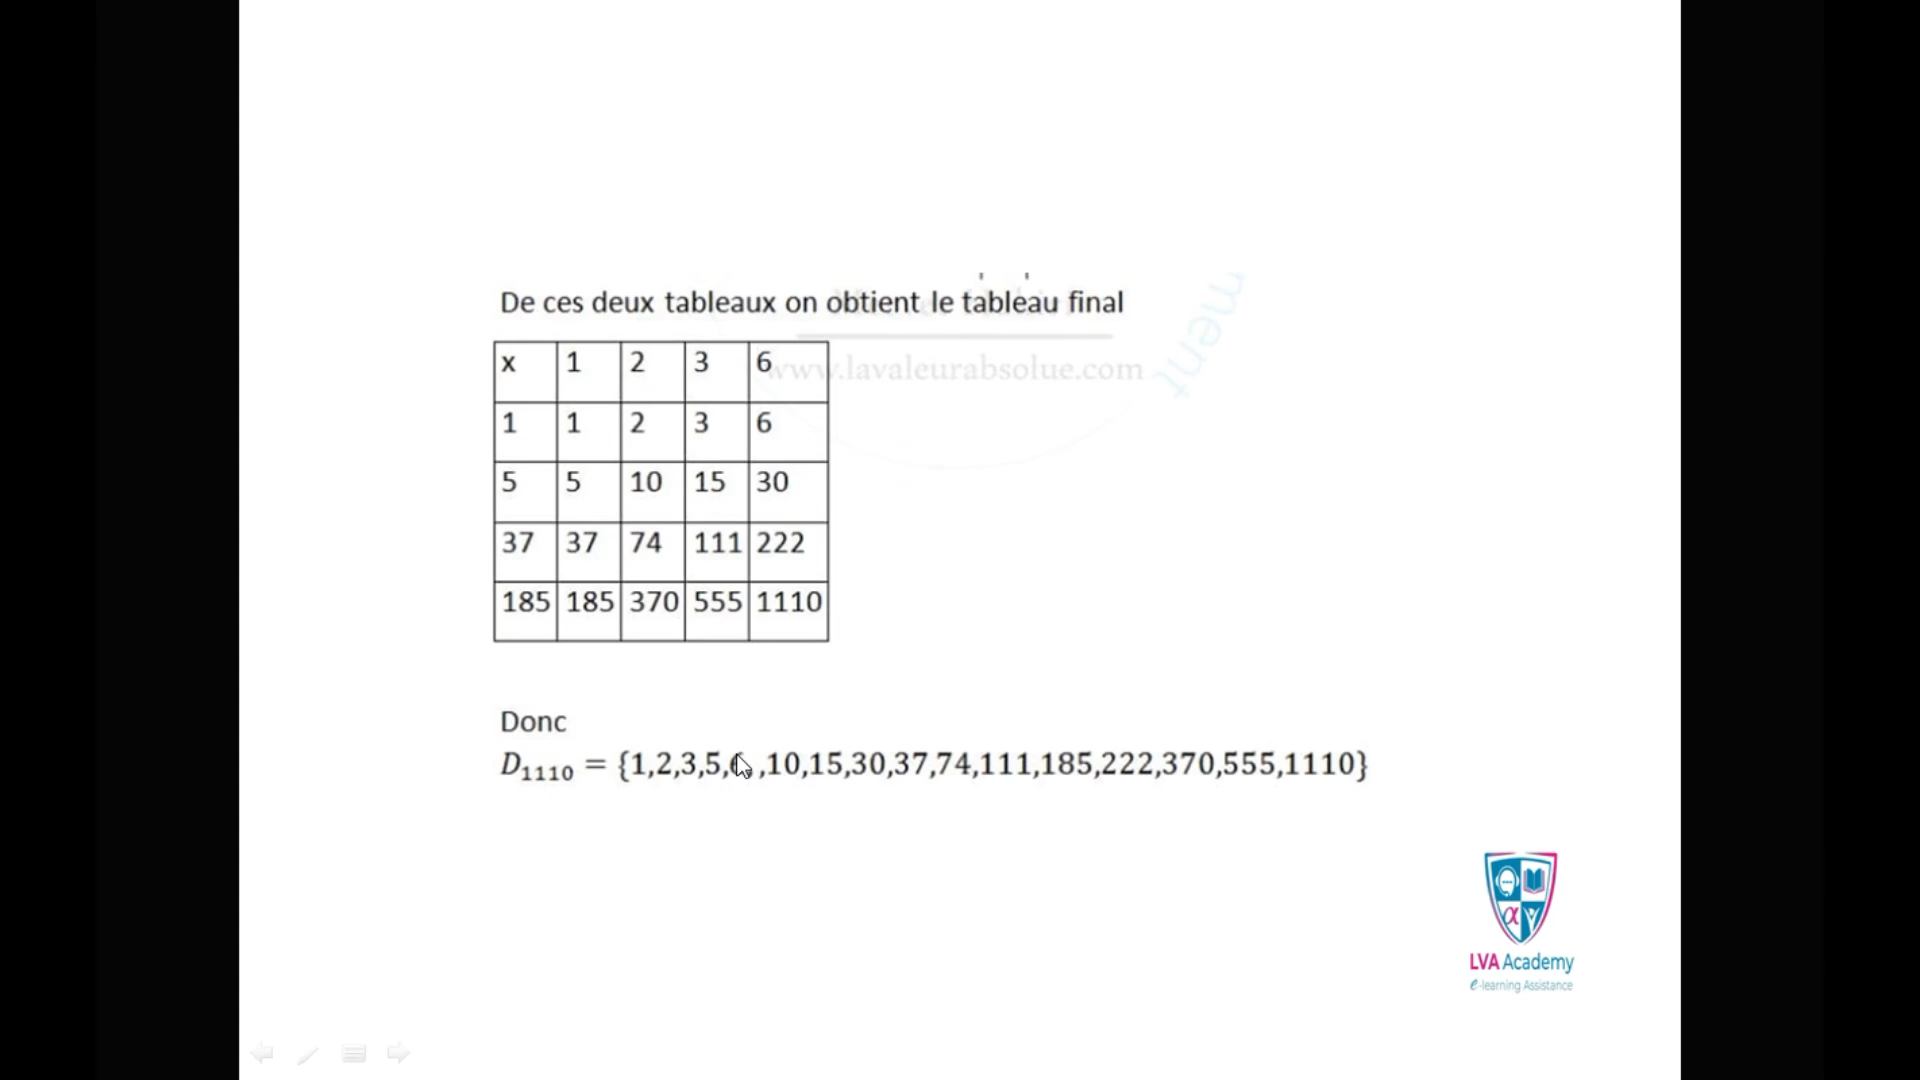 De ces deux tableaux on obtient le tableau final
www.lavaleurabsolue.com
ment
x 1 2 3 6
1 1 2 3 6
5 5 10 15 30
37 37 74 111 222
185 185 370 555 1110
Donc
D₁₁₁₀ = {1,2,3,5, ,10,15,30,37,74,111,185,222,370,555,1110}
LVA Academy
e-learning Assistance